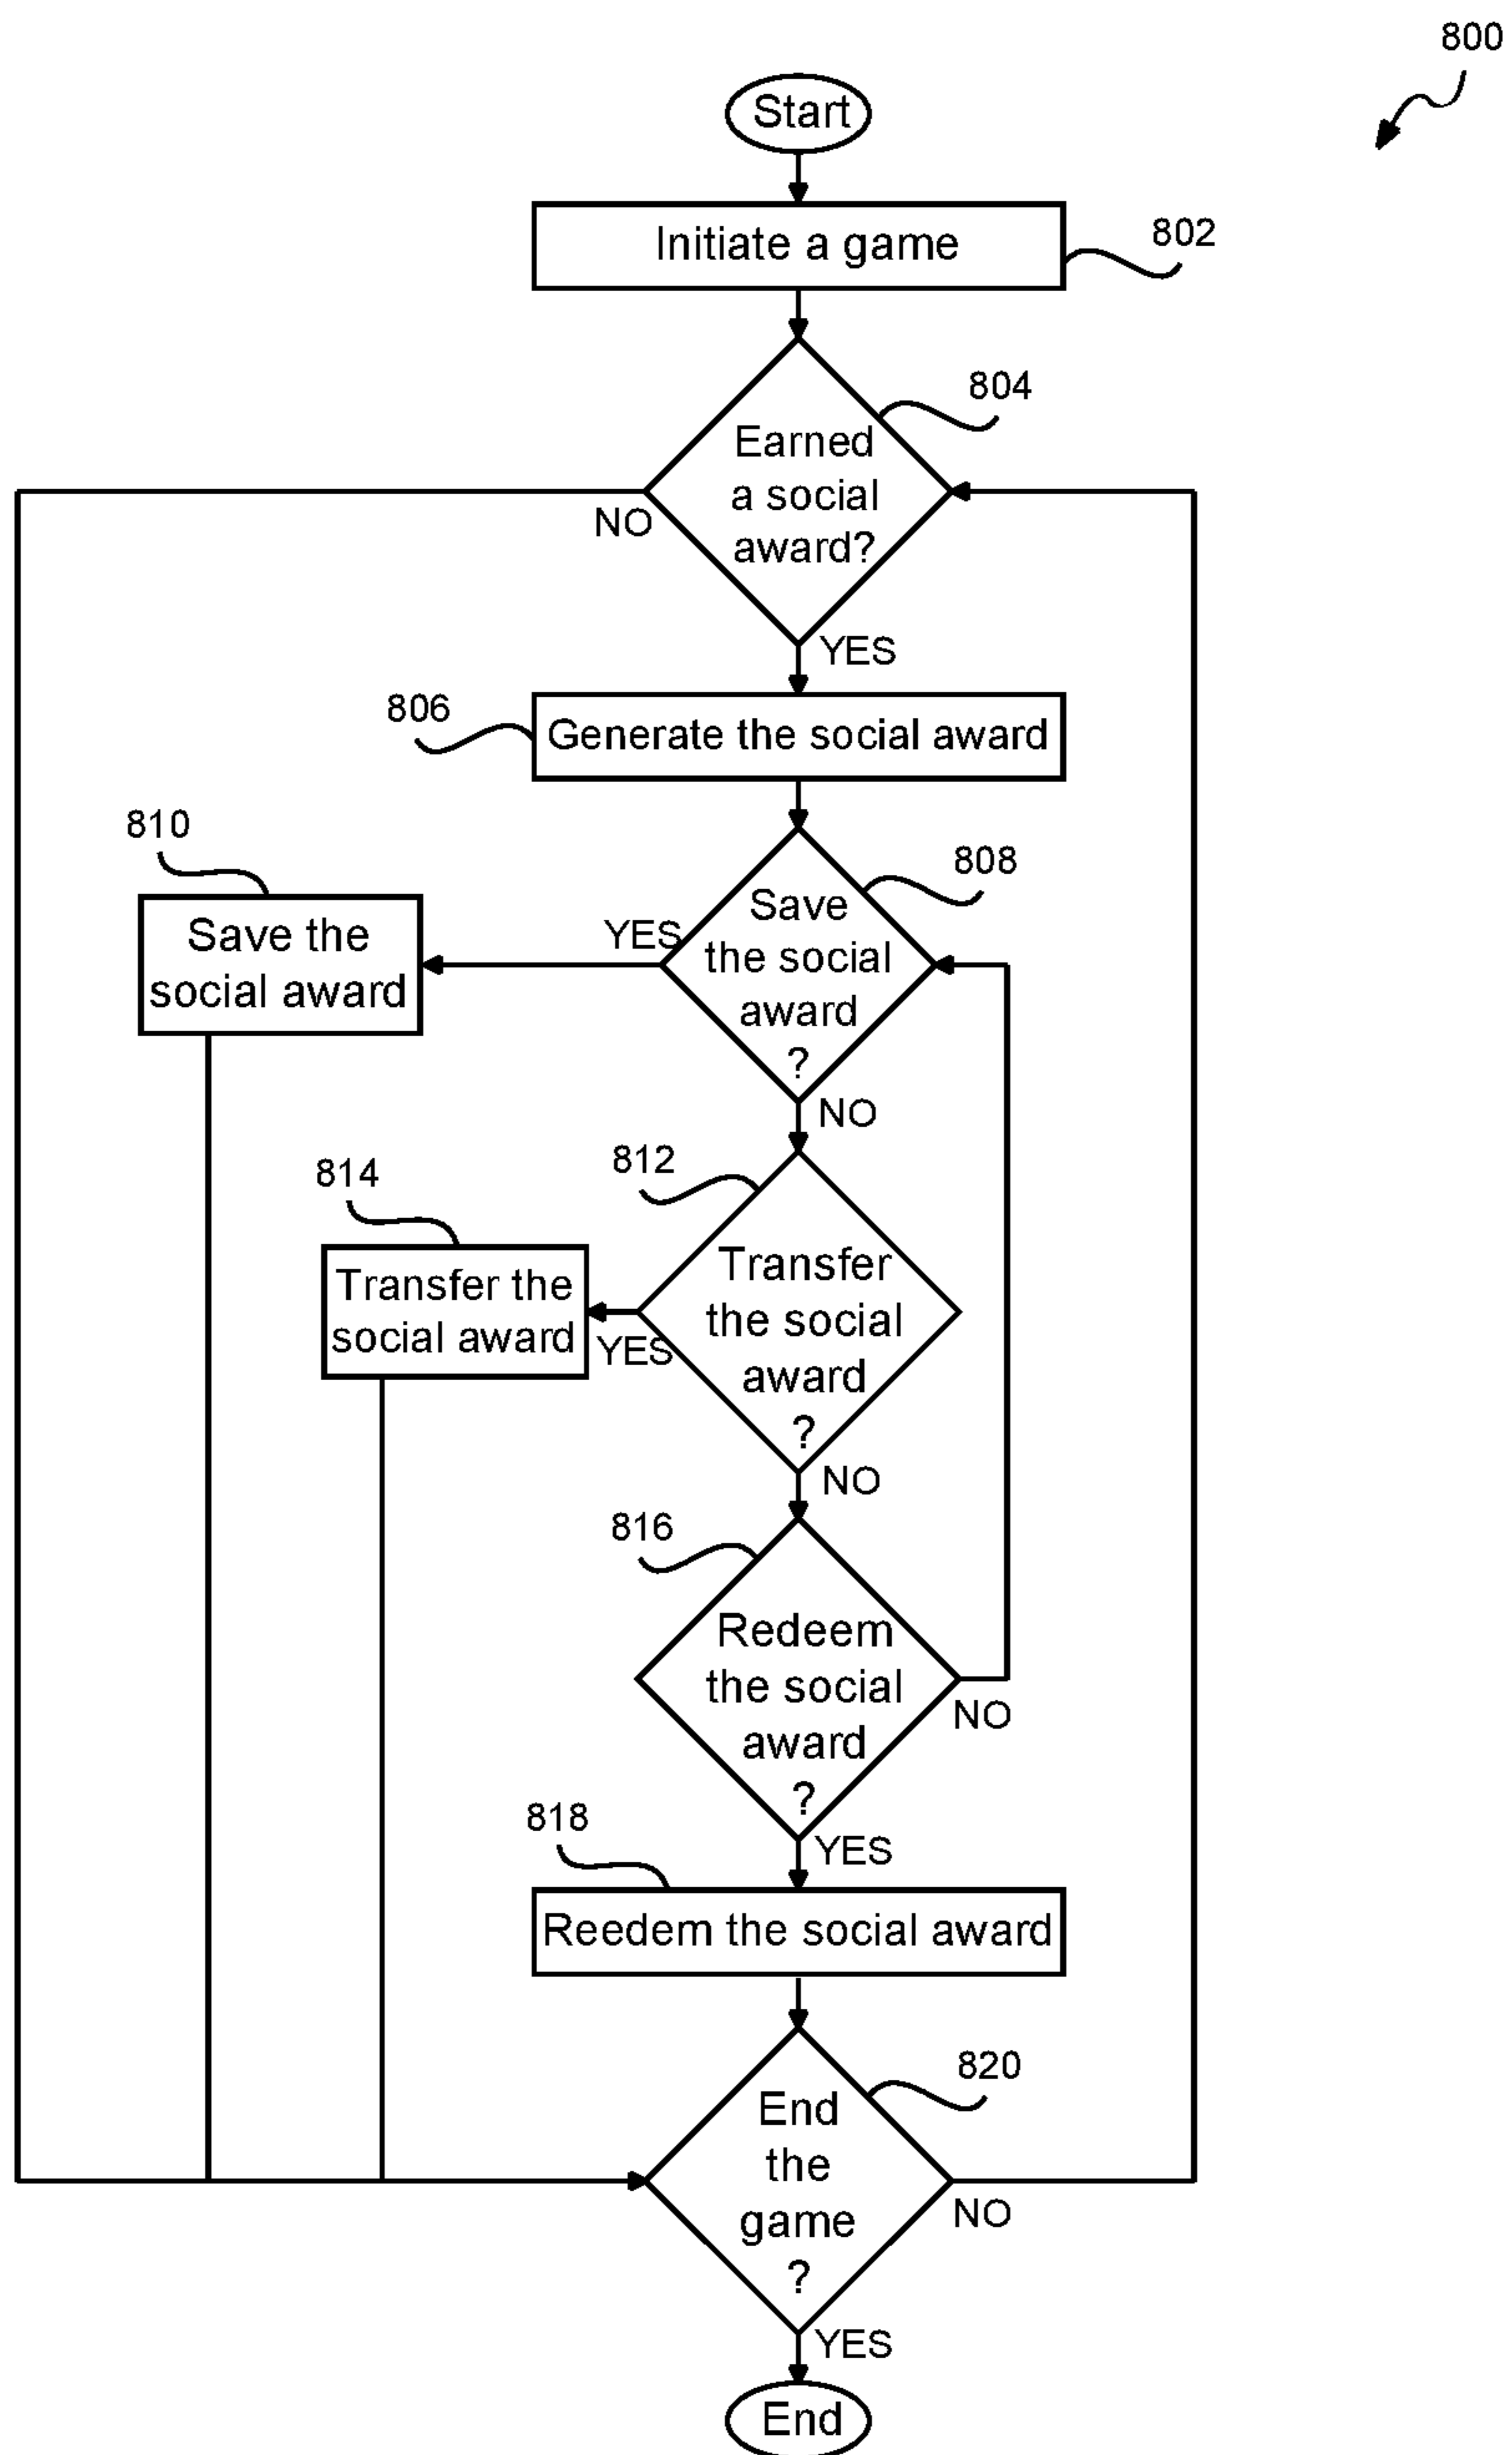 800
Start
Initiate a game
802
804
Earned
a social
award?
NO
YES
806
Generate the social award
810
808
Save the
social award
YES
Save
the social
award
?
NO
812
814
Transfer the
social award
YES
Transfer
the social
award
?
NO
816
Redeem
the social
award
?
NO
818
YES
Reedem the social award
820
End
the
game
?
NO
YES
End